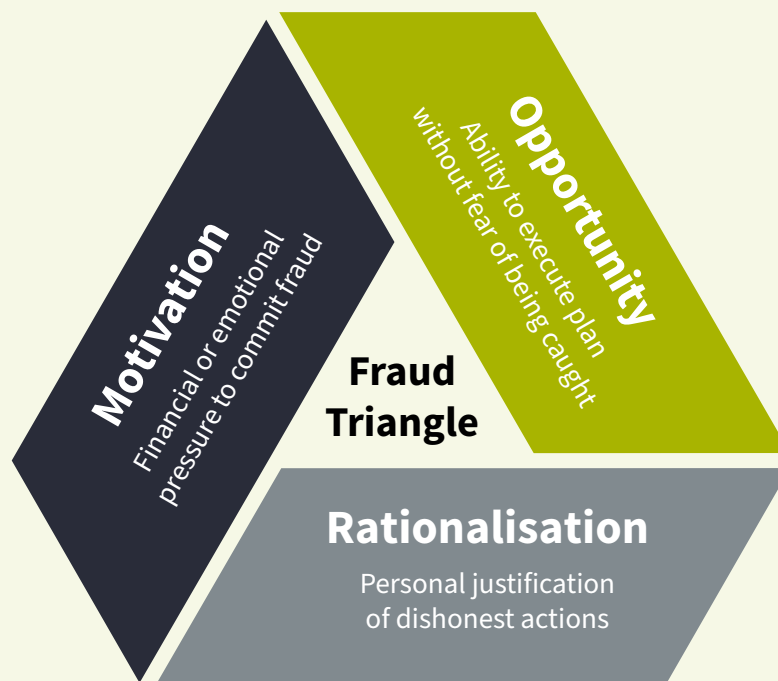 Motivation
Financial or emotional
pressure to commit fraud
Opportunity
Ability to execute plan
without fear of being caught
Fraud
Triangle
Rationalisation
Personal justification
of dishonest actions